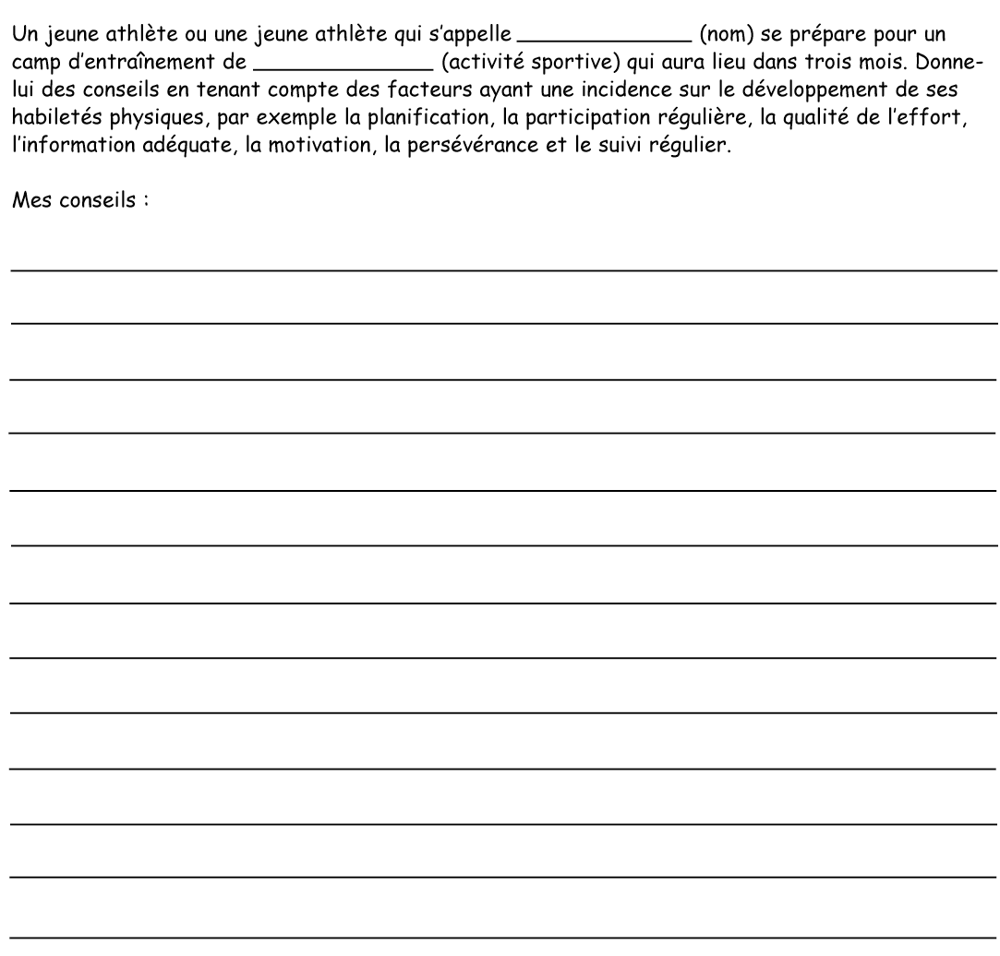 Un jeune athlète ou une jeune athlète qui s'appelle ______________ (nom) se prépare pour un
camp d'entraînement de ______________ (activité sportive) qui aura lieu dans trois mois. Donne-
lui des conseils en tenant compte des facteurs ayant une incidence sur le développement de ses
habiletés physiques, par exemple la planification, la participation régulière, la qualité de l'effort,
l'information adéquate, la motivation, la persévérance et le suivi régulier.
Mes conseils :